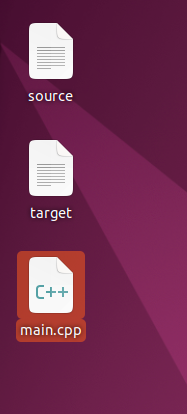 source
target
C++
main.cpp